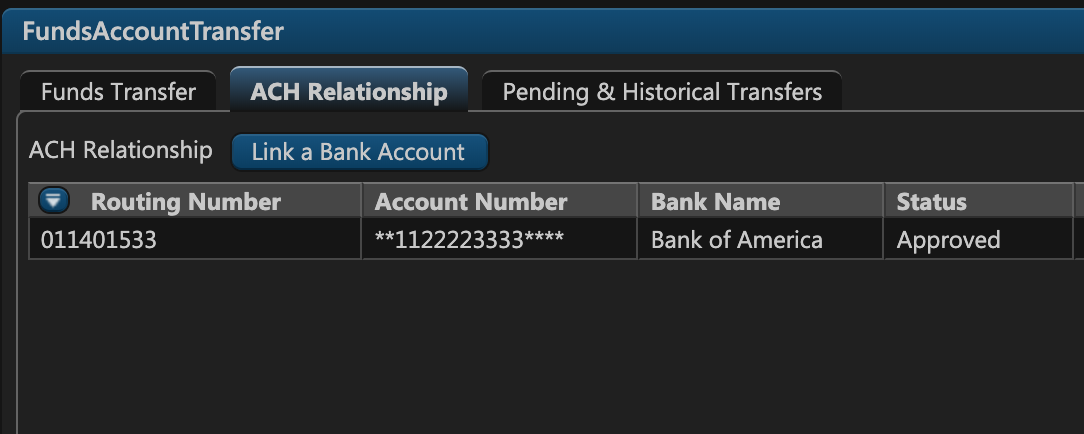 FundsAccountTransfer
Funds Transfer ACH Relationship Pending & Historical Transfers
ACH Relationship Link a Bank Account
Routing Number Account Number Bank Name Status
011401533 **1122223333**** Bank of America Approved